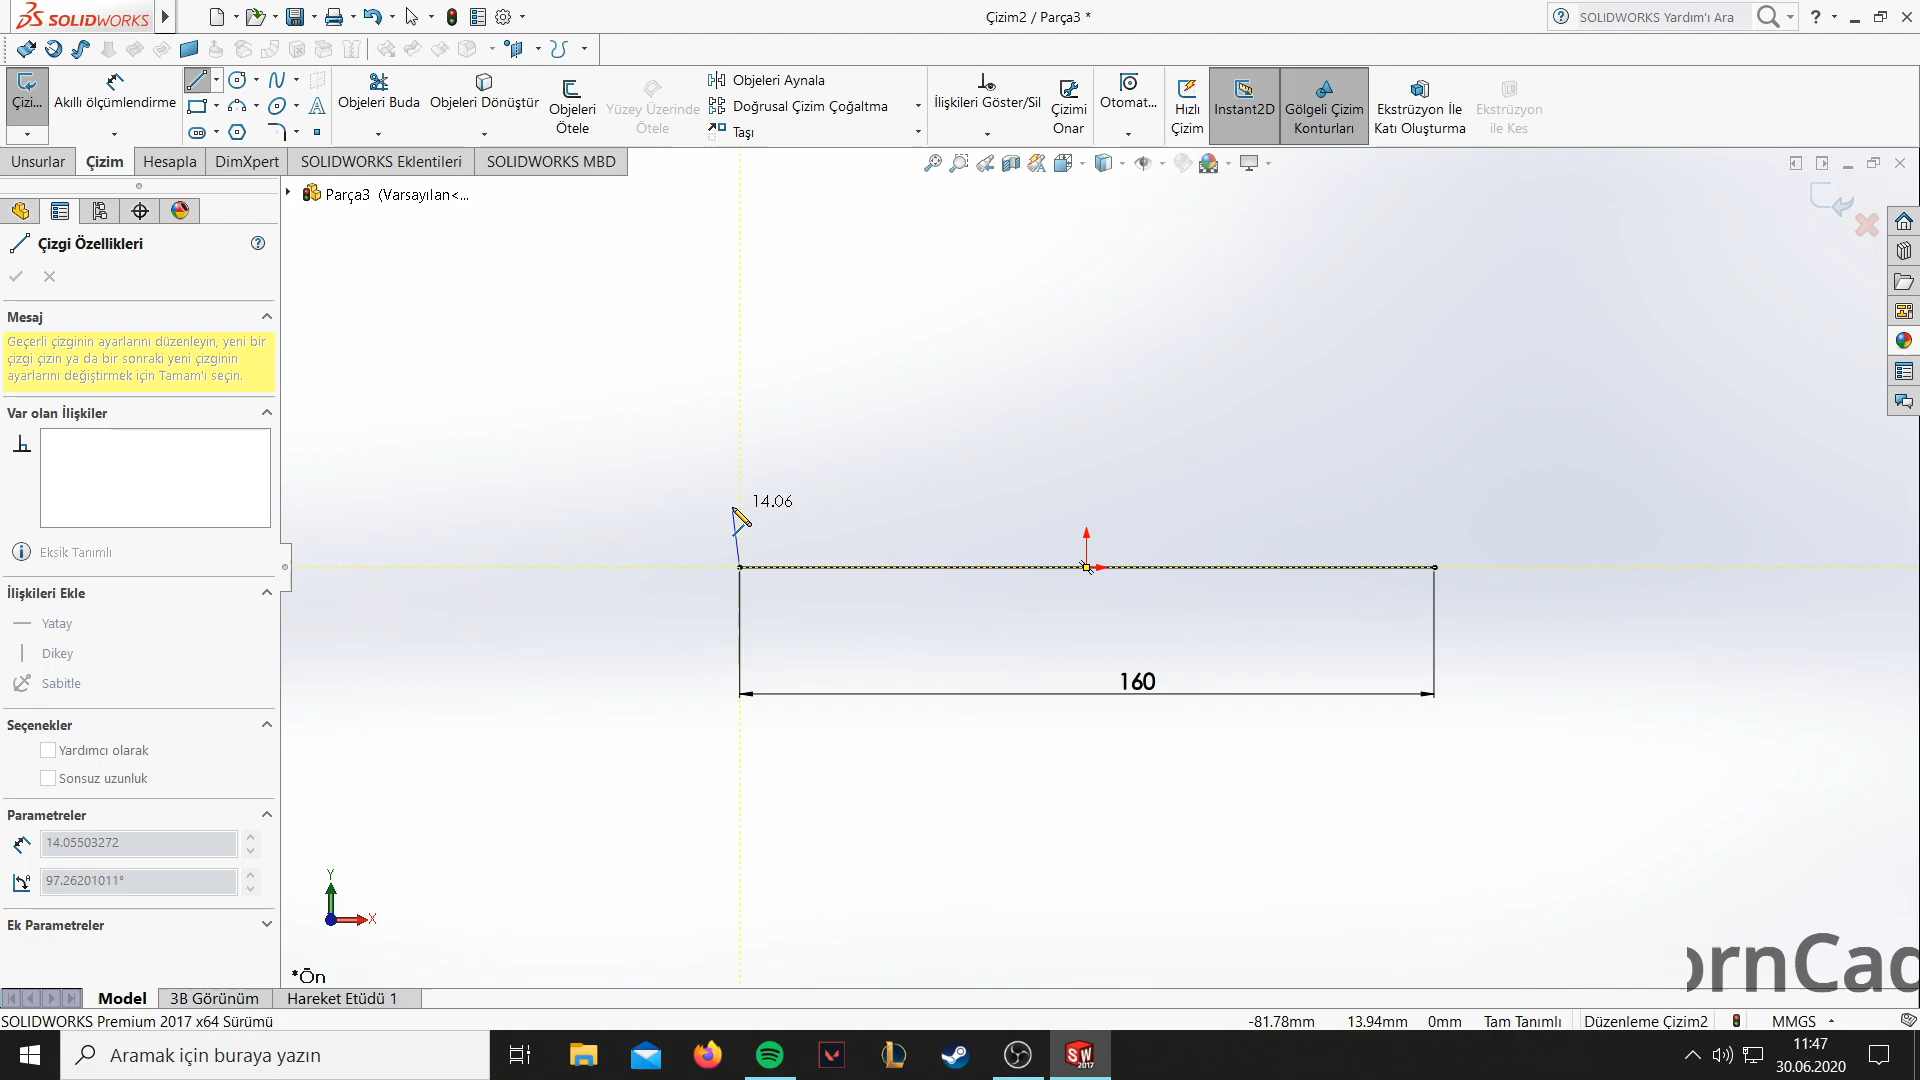 SOLIDWORKS
Çizim2 / Parça3 *
SOLIDWORKS Yardım'ı Ara
Çizi...
Akıllı ölçümlendirme
Objeleri Buda
Objeleri Dönüştür
Objeleri Ötele
Yüzey Üzerinde Ötele
Objeleri Aynala
Doğrusal Çizim Çoğaltma
Taşı
İlişkileri Göster/Sil
Çizimi Onar
Otomat...
Hızlı Çizim
Instant2D
Gölgeli Çizim Konturları
Ekstrüzyon İle Katı Oluşturma
Ekstrüzyon ile Kes
Unsurlar
Çizim
Hesapla
DimXpert
SOLIDWORKS Eklentileri
SOLIDWORKS MBD
Parça3 (Varsayılan<...
Çizgi Özellikleri
Mesaj
Geçerli çizginin ayarlarını düzenleyin, yeni bir
çizgi çizin ya da bir sonraki yeni çizginin
ayarlarını değiştirmek için Tamam'ı seçin.
Var olan İlişkiler
Eksik Tanımlı
İlişkileri Ekle
Yatay
Dikey
Sabitle
Seçenekler
Yardımcı olarak
Sonsuz uzunluk
Parametreler
14.05503272
97.26201011°
Ek Parametreler
14.06
160
Y
X
*Ön
ornCad
Model
3B Görünüm
Hareket Etüdü 1
SOLIDWORKS Premium 2017 x64 Sürümü
-81.78mm
13.94mm
0mm
Tam Tanımlı
Düzenleme Çizim2
MMGS
Aramak için buraya yazın
SW
2017
11:47
30.06.2020